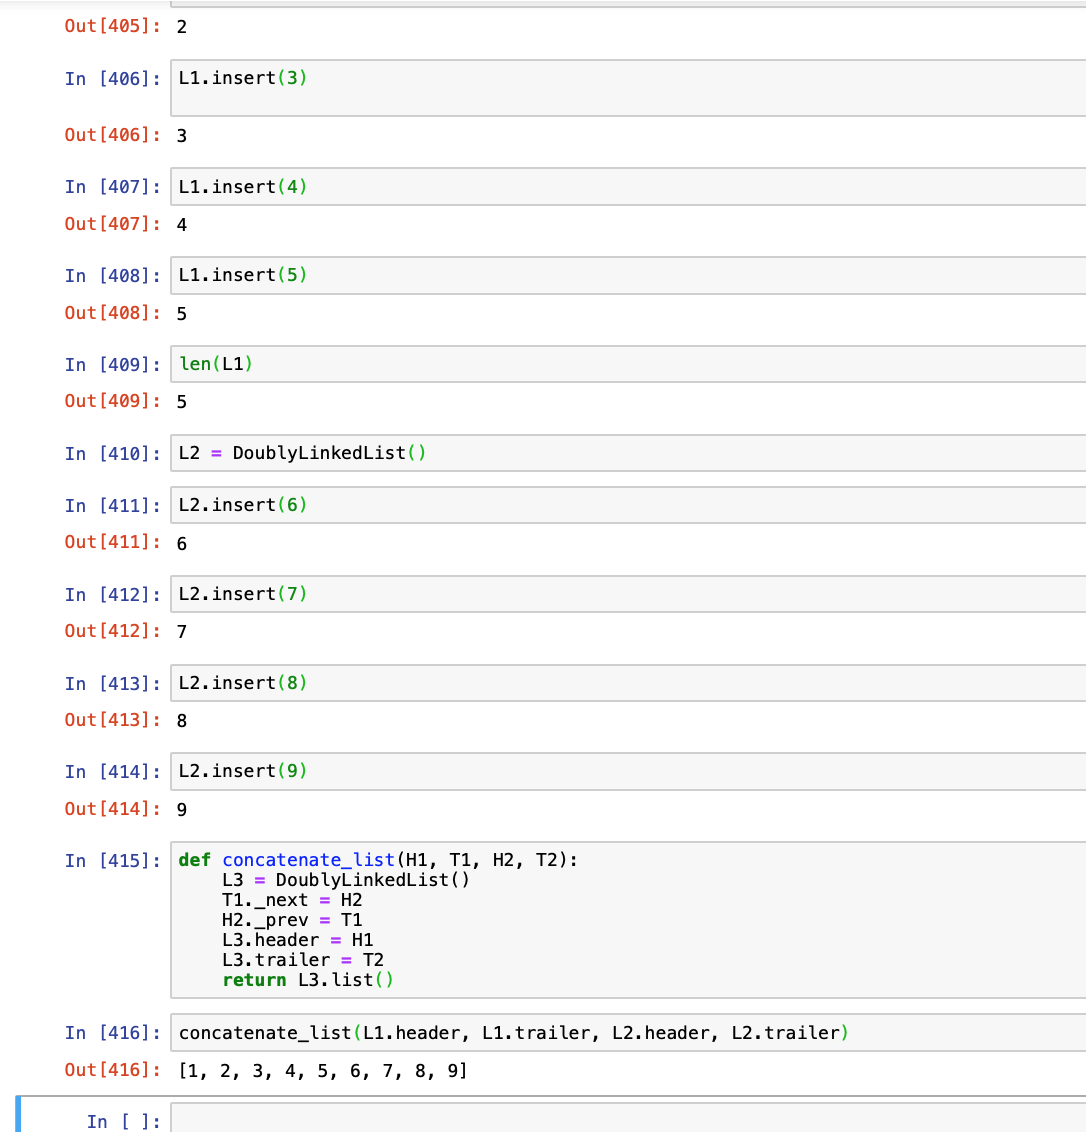 Out[405]: 2
In [406]: L1.insert(3)
Out[406]: 3
In [407]: L1.insert(4)
Out[407]: 4
In [408]: L1.insert(5)
Out[408]: 5
In [409]: len(L1)
Out[409]: 5
In [410]: L2 = DoublyLinkedList()
In [411]: L2.insert(6)
Out[411]: 6
In [412]: L2.insert(7)
Out[412]: 7
In [413]: L2.insert(8)
Out[413]: 8
In [414]: L2.insert(9)
Out[414]: 9
In [415]: def concatenate_list(H1, T1, H2, T2):
    L3 = DoublyLinkedList()
    T1._next = H2
    H2._prev = T1
    L3.header = H1
    L3.trailer = T2
    return L3.list()
In [416]: concatenate_list(L1.header, L1.trailer, L2.header, L2.trailer)
Out[416]: [1, 2, 3, 4, 5, 6, 7, 8, 9]
In [ ]: